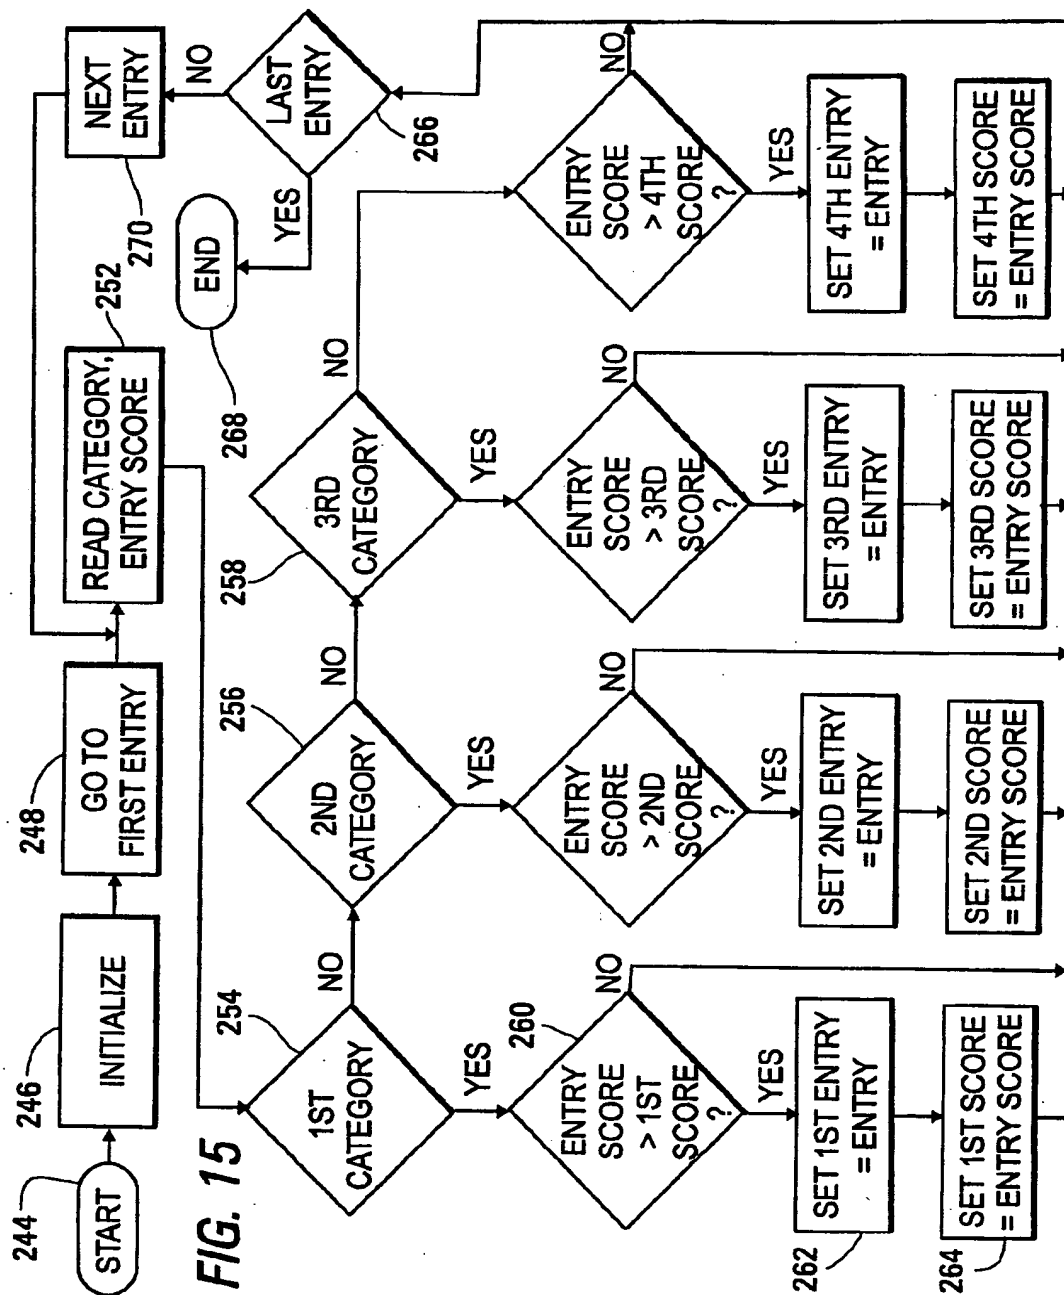 FIG. 15
244
START
246
INITIALIZE
248
GO TO
FIRST ENTRY
252
READ CATEGORY,
ENTRY SCORE
270
NEXT
ENTRY
NO
LAST
ENTRY
266
YES
END
268
254
1ST
CATEGORY
NO
256
2ND
CATEGORY
NO
258
3RD
CATEGORY
NO
YES
YES
YES
260
ENTRY
SCORE
> 1ST
SCORE
?
NO
ENTRY
SCORE
> 2ND
SCORE
?
NO
ENTRY
SCORE
> 3RD
SCORE
?
NO
ENTRY
SCORE
> 4TH
SCORE
?
NO
YES
YES
YES
YES
262
SET 1ST ENTRY
= ENTRY
SET 2ND ENTRY
= ENTRY
SET 3RD ENTRY
= ENTRY
SET 4TH ENTRY
= ENTRY
264
SET 1ST SCORE
= ENTRY SCORE
SET 2ND SCORE
= ENTRY SCORE
SET 3RD SCORE
= ENTRY SCORE
SET 4TH SCORE
= ENTRY SCORE